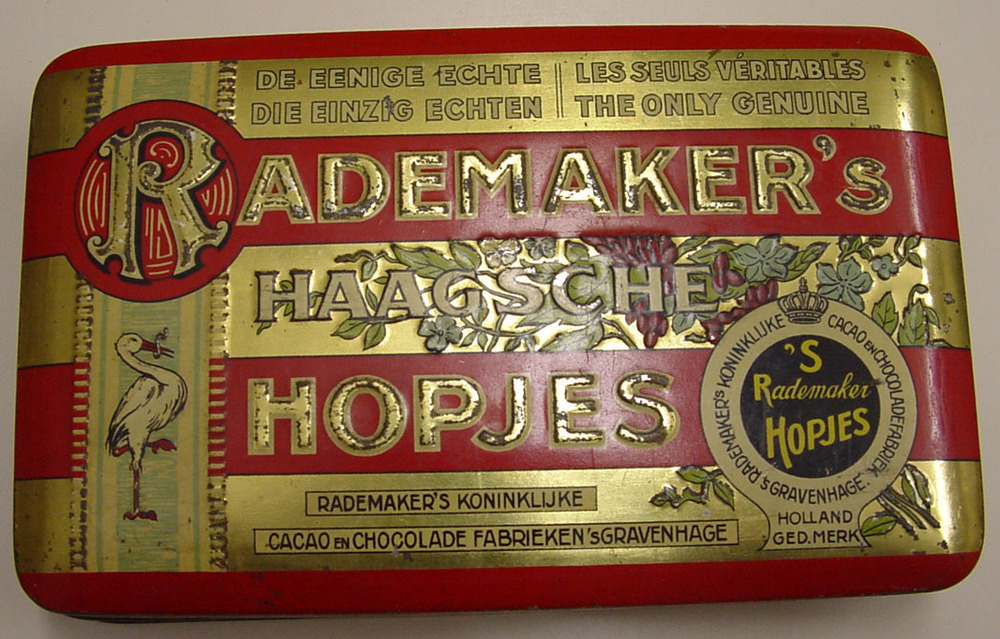 DE EENIGE ECHTE
DIE EINZIG ECHTEN
LES SEULS VÉRITABLES
THE ONLY GENUINE
RADEMAKER'S
HAAGSCHE
HOPJES
RADEMAKER'S KONINKLIJKE
CACAO EN CHOCOLADE FABRIEKEN 'SGRAVENHAGE
RADEMAKER'S KONINKLIJKE CACAO EN CHOCOLADEFABRIEK
'S GRAVENHAGE.
'S
Rademaker
HOPJES
HOLLAND
GED. MERK